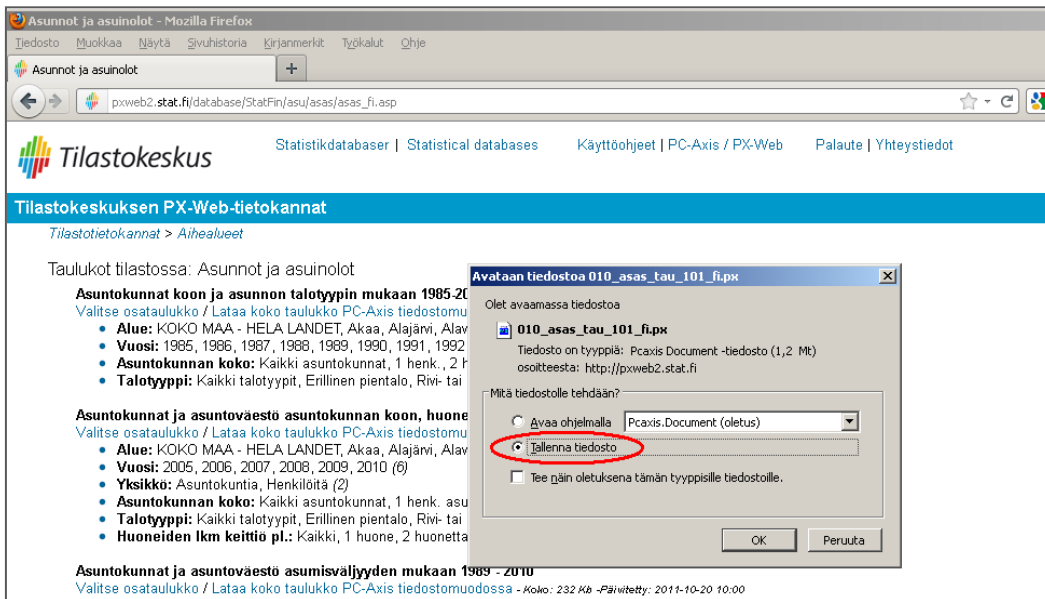 Asunnot ja asuinolot - Mozilla Firefox
Tiedosto Muokkaa Näytä Sivuhistoria Kirjanmerkit Työkalut Ohje
Asunnot ja asuinolot +
pxweb2.stat.fi/database/StatFin/asu/asas/asas_fi.asp
Tilastokeskus
Statistikdatabaser | Statistical databases Käyttöohjeet | PC-Axis / PX-Web Palaute | Yhteystiedot
Tilastokeskuksen PX-Web-tietokannat
Tilastotietokannat > Aihealueet
Taulukot tilastossa: Asunnot ja asuinolot
Asuntokunnat koon ja asunnon talotyypin mukaan 1985-20
Valitse osataulukko / Lataa koko taulukko PC-Axis tiedostomu
• Alue: KOKO MAA - HELA LANDET, Akaa, Alajärvi, Alav
• Vuosi: 1985, 1986, 1987, 1988, 1989, 1990, 1991, 1992
• Asuntokunnan koko: Kaikki asuntokunnat, 1 henk., 2 h
• Talotyyppi: Kaikki talotyypit, Erillinen pientalo, Rivi- tai
Asuntokunnat ja asuntoväestö asuntokunnan koon, huone
Valitse osataulukko / Lataa koko taulukko PC-Axis tiedostomu
• Alue: KOKO MAA - HELA LANDET, Akaa, Alajärvi, Alav
• Vuosi: 2005, 2006, 2007, 2008, 2009, 2010 (6)
• Yksikkö: Asuntokuntia, Henkilöitä (2)
• Asuntokunnan koko: Kaikki asuntokunnat, 1 henk. asu
• Talotyyppi: Kaikki talotyypit, Erillinen pientalo, Rivi- tai
• Huoneiden lkm keittiö pl.: Kaikki, 1 huone, 2 huonetta
Asuntokunnat ja asuntoväestö asumisväljyyden mukaan 1989 - 2010
Valitse osataulukko / Lataa koko taulukko PC-Axis tiedostomuodossa - Koko: 232 Kb -Päivitetty: 2011-10-20 10:00
Avataan tiedostoa 010_asas_tau_101_fi.px
Olet avaamassa tiedostoa
010_asas_tau_101_fi.px
Tiedosto on tyyppiä: Pcaxis Document -tiedosto (1,2 Mt)
osoitteesta: http://pxweb2.stat.fi
Mitä tiedostolle tehdään?
Avaa ohjelmalla Pcaxis.Document (oletus)
Tallenna tiedosto
Tee näin oletuksena tämän tyyppisille tiedostoille.
OK Peruuta